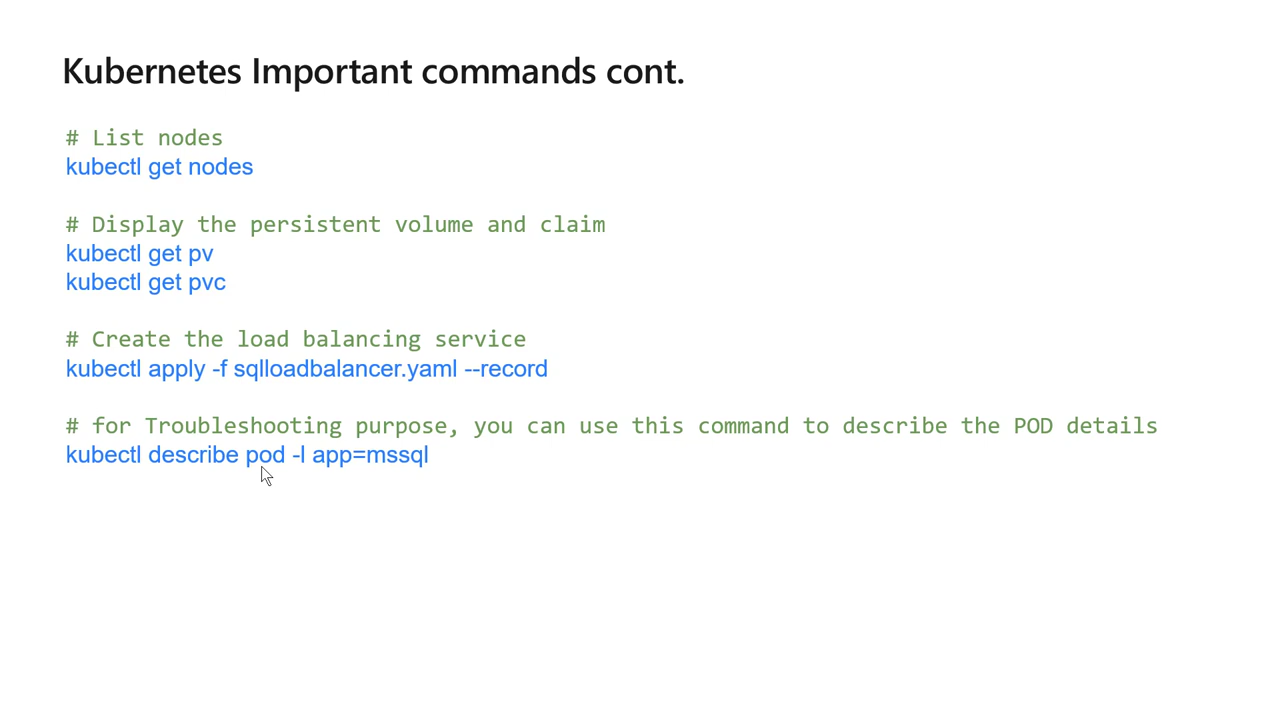 Kubernetes Important commands cont.
# List nodes
kubectl get nodes
# Display the persistent volume and claim
kubectl get pv
kubectl get pvc
# Create the load balancing service
kubectl apply -f sqlloadbalancer.yaml --record
# for Troubleshooting purpose, you can use this command to describe the POD details
kubectl describe pod -l app=mssql